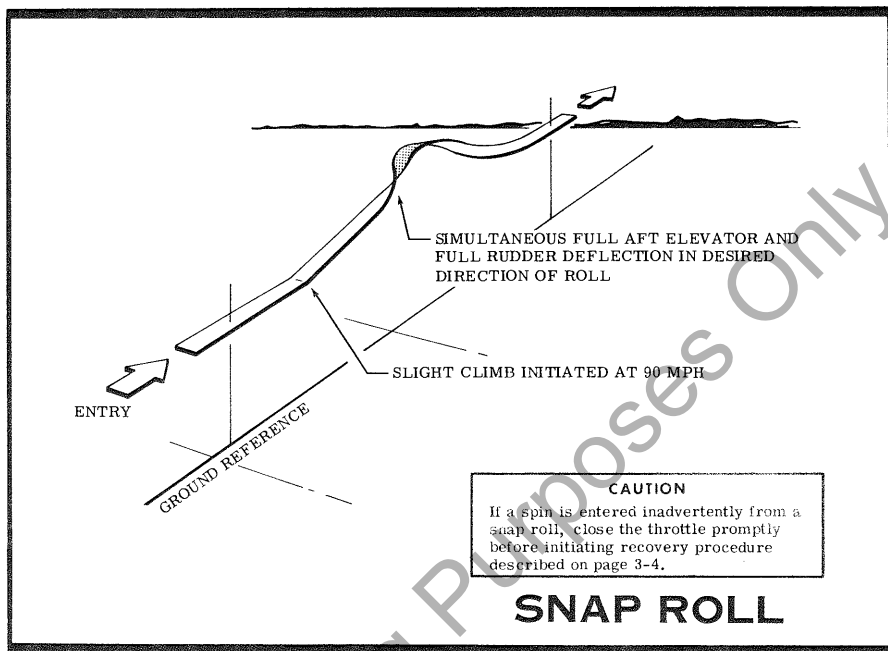 SIMULTANEOUS FULL AFT ELEVATOR AND
FULL RUDDER DEFLECTION IN DESIRED
DIRECTION OF ROLL
SLIGHT CLIMB INITIATED AT 90 MPH
ENTRY
GROUND REFERENCE
CAUTION
If a spin is entered inadvertently from a
snap roll, close the throttle promptly
before initiating recovery procedure
described on page 3-4.
SNAP ROLL
g Purposes Only